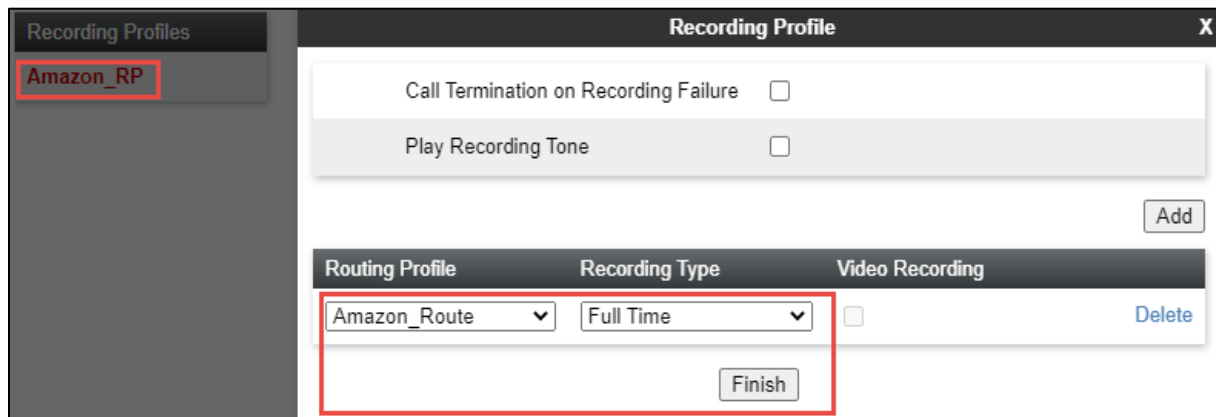 Recording Profiles
Amazon_RP
Recording Profile X
Call Termination on Recording Failure
Play Recording Tone
Add
Routing Profile Recording Type Video Recording
Amazon_Route Full Time Delete
Finish